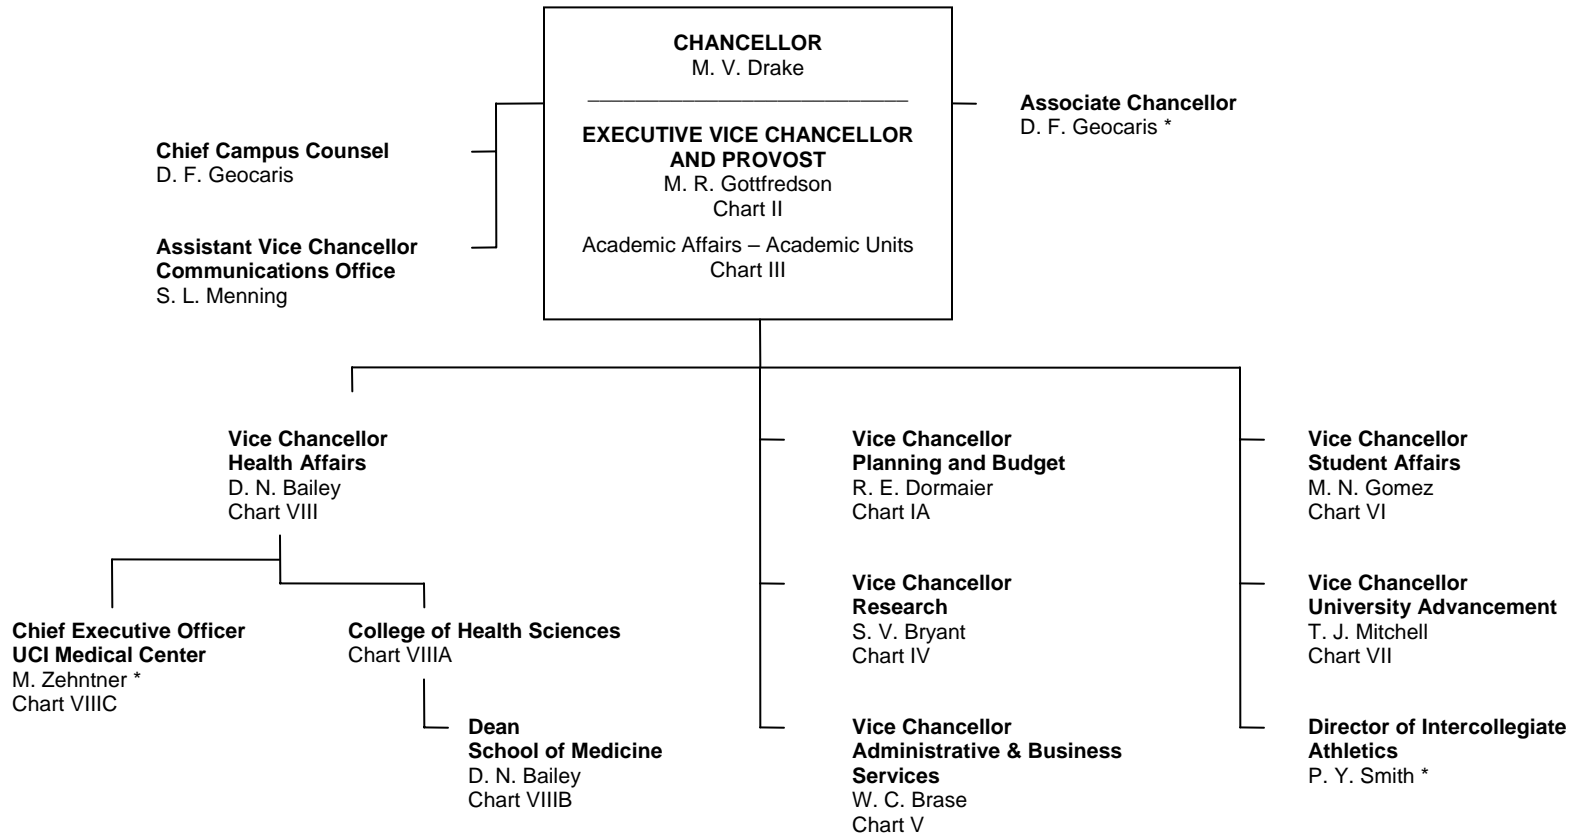 CHANCELLOR
M. V. Drake
EXECUTIVE VICE CHANCELLOR
AND PROVOST
M. R. Gottfredson
Chart II
Academic Affairs – Academic Units
Chart III
Associate Chancellor
D. F. Geocaris *
Chief Campus Counsel
D. F. Geocaris
Assistant Vice Chancellor
Communications Office
S. L. Menning
Vice Chancellor
Health Affairs
D. N. Bailey
Chart VIII
Chief Executive Officer
UCI Medical Center
M. Zehntner *
Chart VIIIC
College of Health Sciences
Chart VIIIA
Dean
School of Medicine
D. N. Bailey
Chart VIIIB
Vice Chancellor
Planning and Budget
R. E. Dormaier
Chart IA
Vice Chancellor
Research
S. V. Bryant
Chart IV
Vice Chancellor
Administrative & Business
Services
W. C. Brase
Chart V
Vice Chancellor
Student Affairs
M. N. Gomez
Chart VI
Vice Chancellor
University Advancement
T. J. Mitchell
Chart VII
Director of Intercollegiate
Athletics
P. Y. Smith *